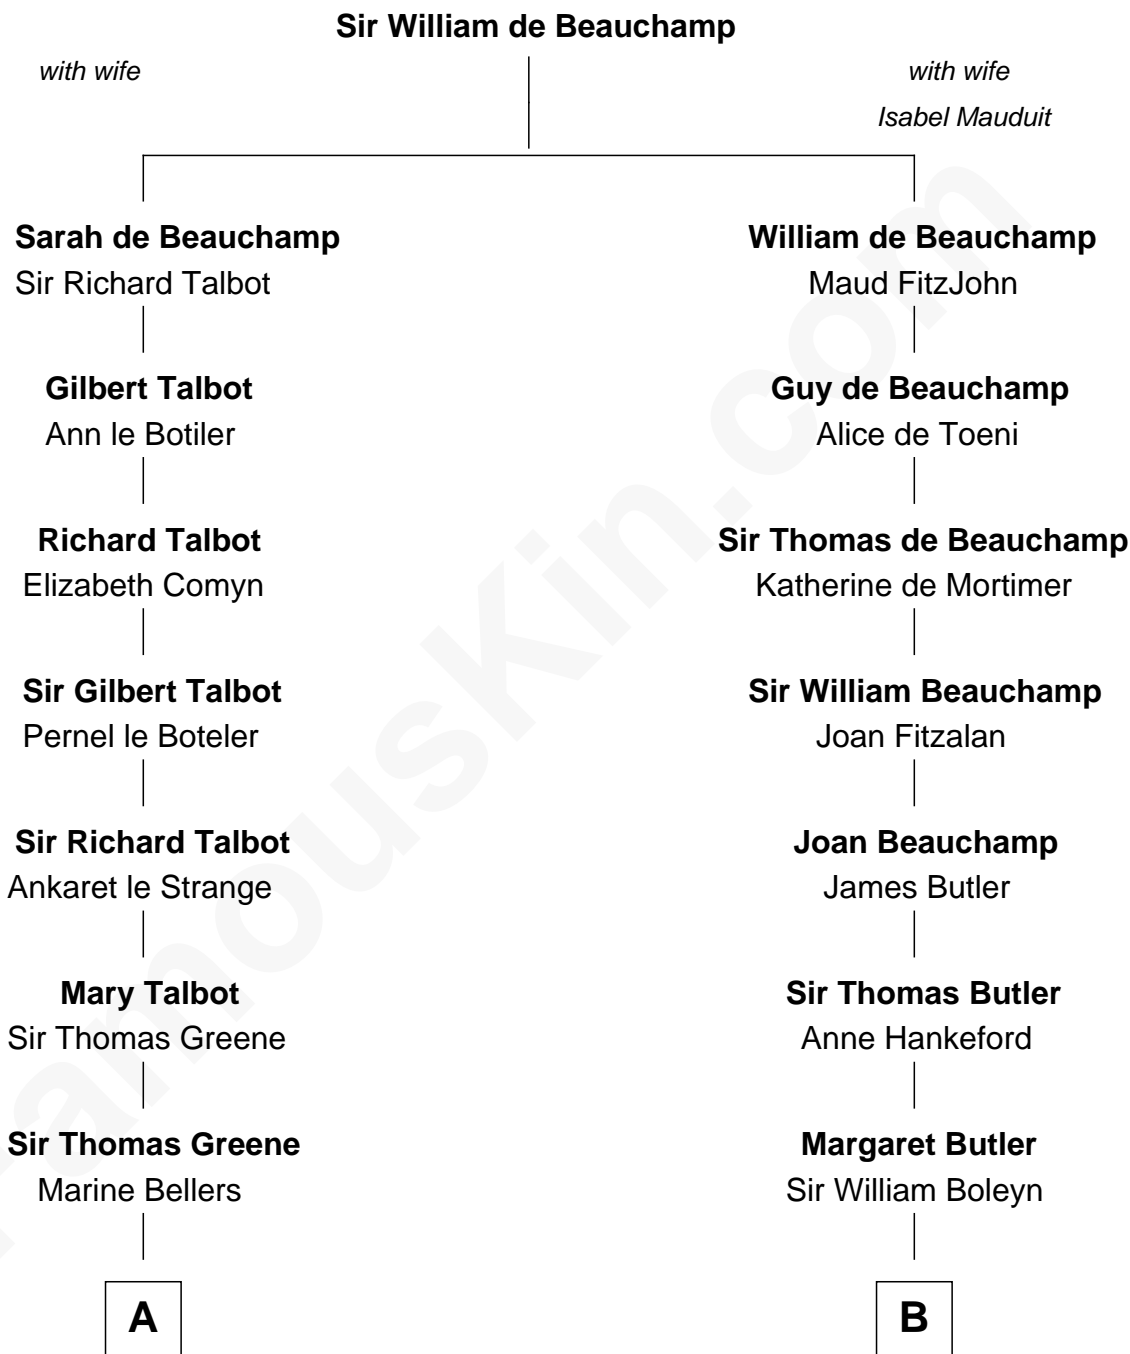 Sir William de Beauchamp
with wife
with wife
Isabel Mauduit
Sarah de Beauchamp
Sir Richard Talbot
William de Beauchamp
Maud FitzJohn
Gilbert Talbot
Ann le Botiler
Guy de Beauchamp
Alice de Toeni
Richard Talbot
Elizabeth Comyn
Sir Thomas de Beauchamp
Katherine de Mortimer
Sir Gilbert Talbot
Pernel le Boteler
Sir William Beauchamp
Joan Fitzalan
Sir Richard Talbot
Ankaret le Strange
Joan Beauchamp
James Butler
Mary Talbot
Sir Thomas Greene
Sir Thomas Butler
Anne Hankeford
Sir Thomas Greene
Marine Bellers
Margaret Butler
Sir William Boleyn
A
B
FamousKin.com